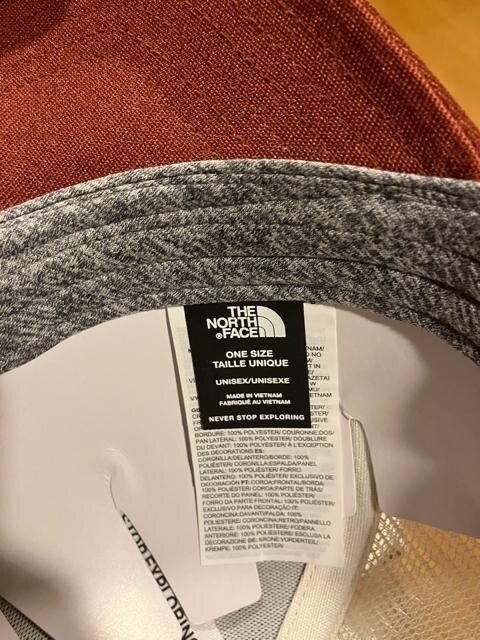 THE
NORTH
®FACE
ONE SIZE
TAILLE UNIQUE
UNISEX/UNISEXE
MADE IN VIETNAM
FABRIQUÉ AU VIETNAM
NEVER STOP EXPLORING
BORDURE: 100% POLYESTER/ COURONNE:DOS/
PAN LATÉRAL: 100% POLYESTER/ DOUBLURE
DU DEVANT: 100% POLYESTER/ À L'EXCEPTION
DES DÉCORATIONS ES:
CORONILLA:DELANTERO/BORDE: 100%
POLIÉSTER/ CORONILLA:ESPALDA/PANEL
LATERAL: 100% POLIÉSTER/ FORRO
DELANTERO: 100% POLIÉSTER/ EXCLUSIVO DE
DECORACIÓN PT: COROA:FRONTAL/BORDA:
100% POLIÉSTER/ COROA:PARTE DE TRÁS/
RECORTE DO PAINEL: 100% POLIÉSTER/
FORRO DA PARTE FRONTAL: 100% POLIÉSTER/
EXCLUSIVO PARA DECORAÇÃO IT:
CORONCINA:DAVANTI/FALDA: 100%
POLIESTERE/ CORONCINA:RETRO/PANNELLO
LATERALE: 100% POLIESTERE/ FODERA
ANTERIORE: 100% POLIESTERE/ ESCLUSA LA
DECORAZIONE DE: KRONE:VORDERTEIL/
KREMPE: 100% POLYESTER/
STOP EXPLORING